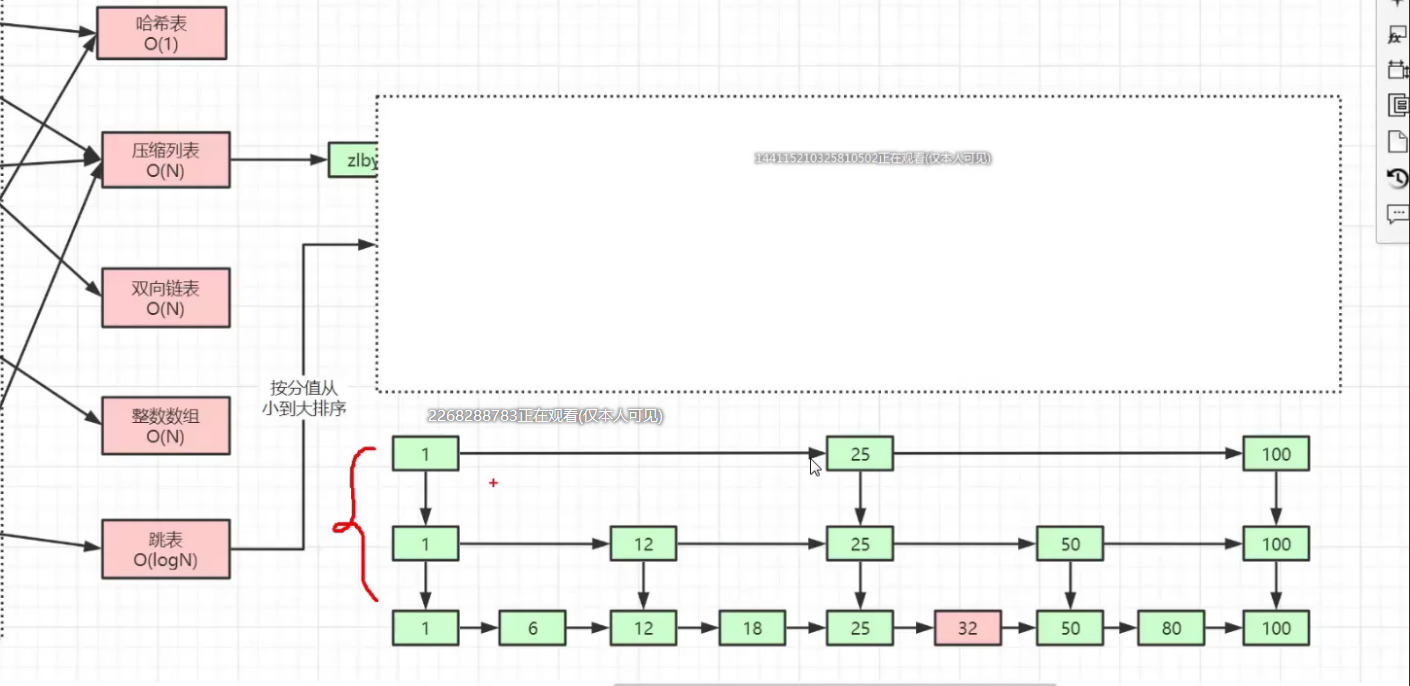 哈希表
O(1)
压缩列表
O(N)
zlby
144115210325810502正在观看(仅本人可见)
双向链表
O(N)
按分值从
小到大排序
整数数组
O(N)
2268288783正在观看(仅本人可见)
跳表
O(logN)
1 25 100
1 12 25 50 100
1 6 12 18 25 32 50 80 100